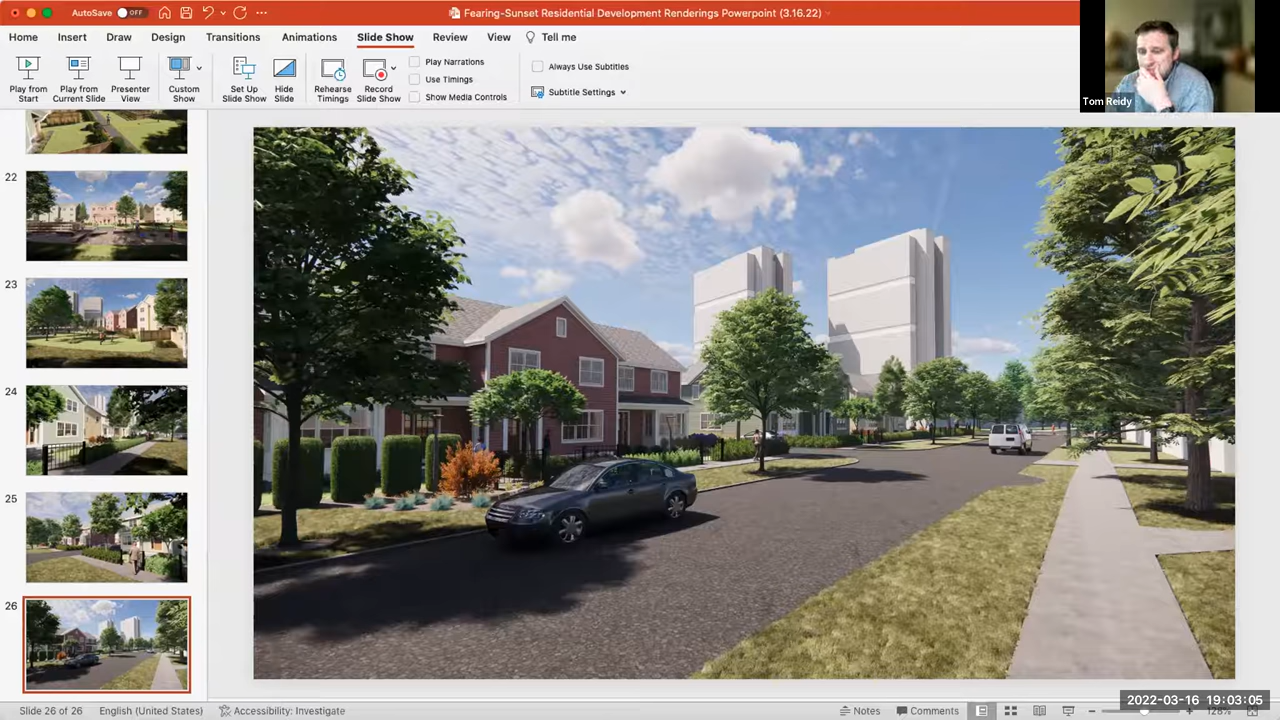 AutoSave OFF
Fearing-Sunset Residential Development Renderings Powerpoint (3.16.22)
Home Insert Draw Design Transitions Animations Slide Show Review View Tell me
Play from Start
Play from Current Slide
Presenter View
Custom Show
Set Up Slide Show
Hide Slide
Rehearse Timings
Record Slide Show
Play Narrations
Use Timings
Show Media Controls
Always Use Subtitles
Subtitle Settings
Tom Reidy
22
23
24
25
26
Slide 26 of 26 English (United States) Accessibility: Investigate
Notes Comments
2022-03-16 19:03:05
128%